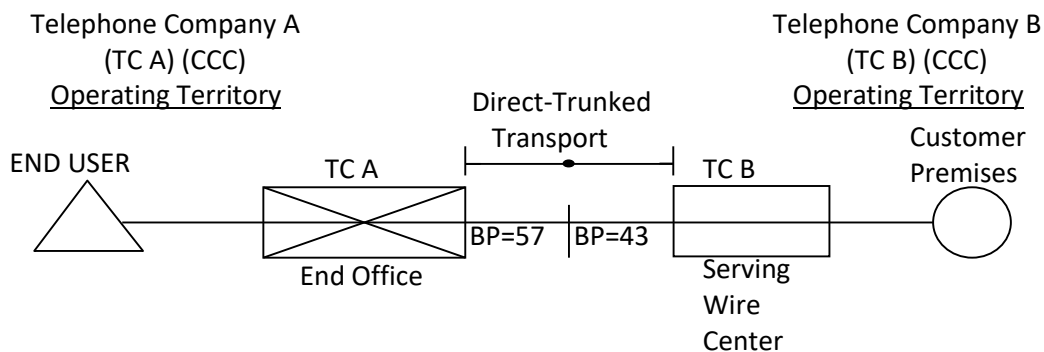 Telephone Company A
(TC A) (CCC)
Operating Territory
Telephone Company B
(TC B) (CCC)
Operating Territory
Direct-Trunked
Transport
END USER
TC A
TC B
Customer
Premises
BP=57
BP=43
End Office
Serving
Wire
Center